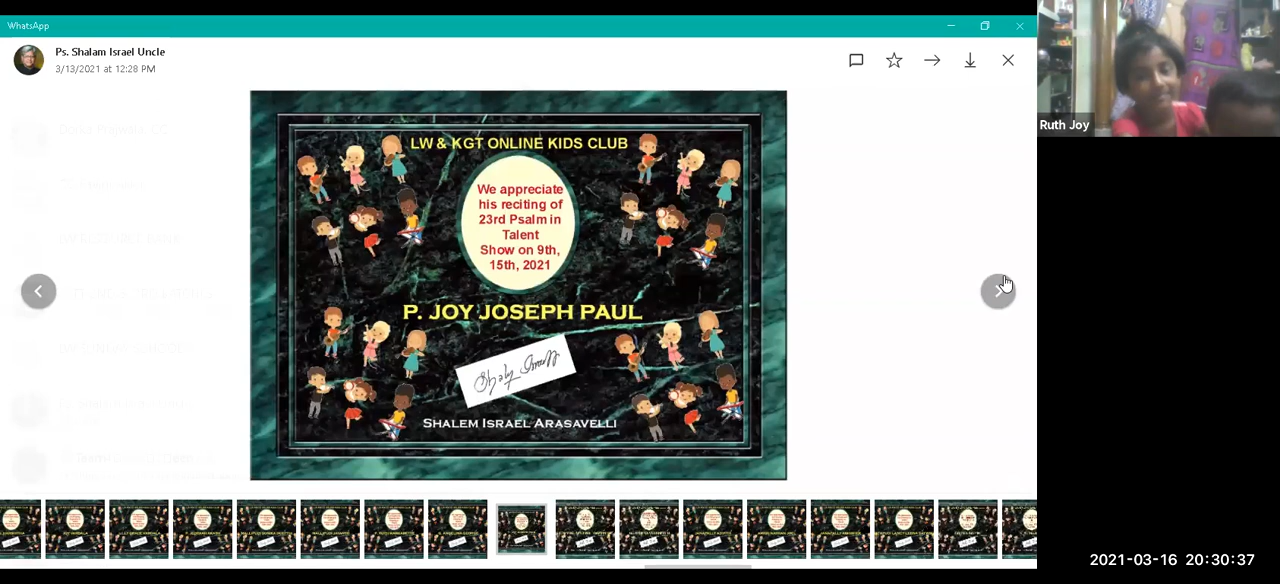 WhatsApp
Ps. Shalam Israel Uncle
3/13/2021 at 12:28 PM
Ruth Joy
LW & KGT ONLINE KIDS CLUB
We appreciate
his reciting of
23rd Psalm in
Talent
Show on 9th,
15th, 2021
P. JOY JOSEPH PAUL
SHALEM ISRAEL ARASAVELLI
2021-03-16 20:30:37